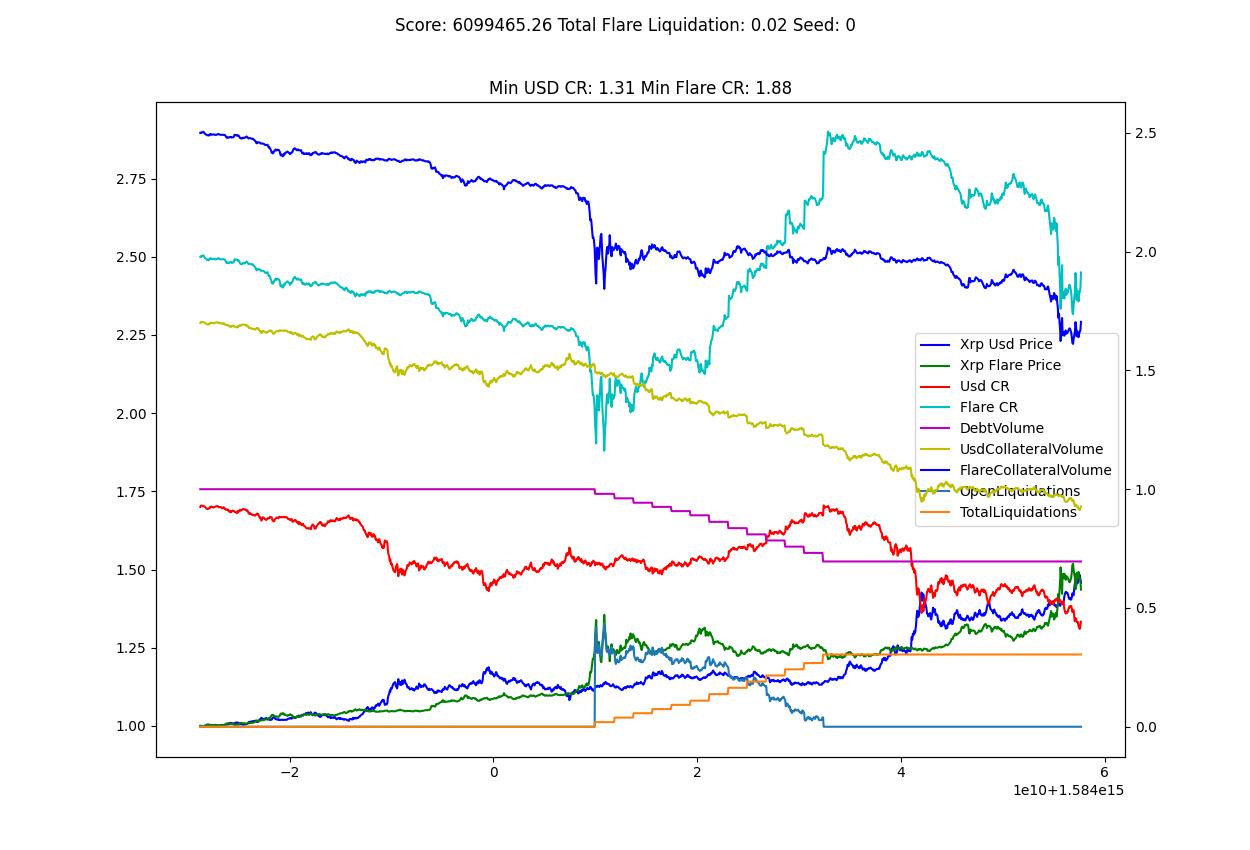 Score: 6099465.26 Total Flare Liquidation: 0.02 Seed: 0
Min USD CR: 1.31 Min Flare CR: 1.88
2.75
2.50
2.25
2.00
1.75
1.50
1.25
1.00
2.5
2.0
1.5
1.0
0.5
0.0
Xrp Usd Price
Xrp Flare Price
Usd CR
Flare CR
DebtVolume
UsdCollateralVolume
FlareCollateralVolume
OpenLiquidations
TotalLiquidations
−2 0 2 4 6
1e10+1.584e15